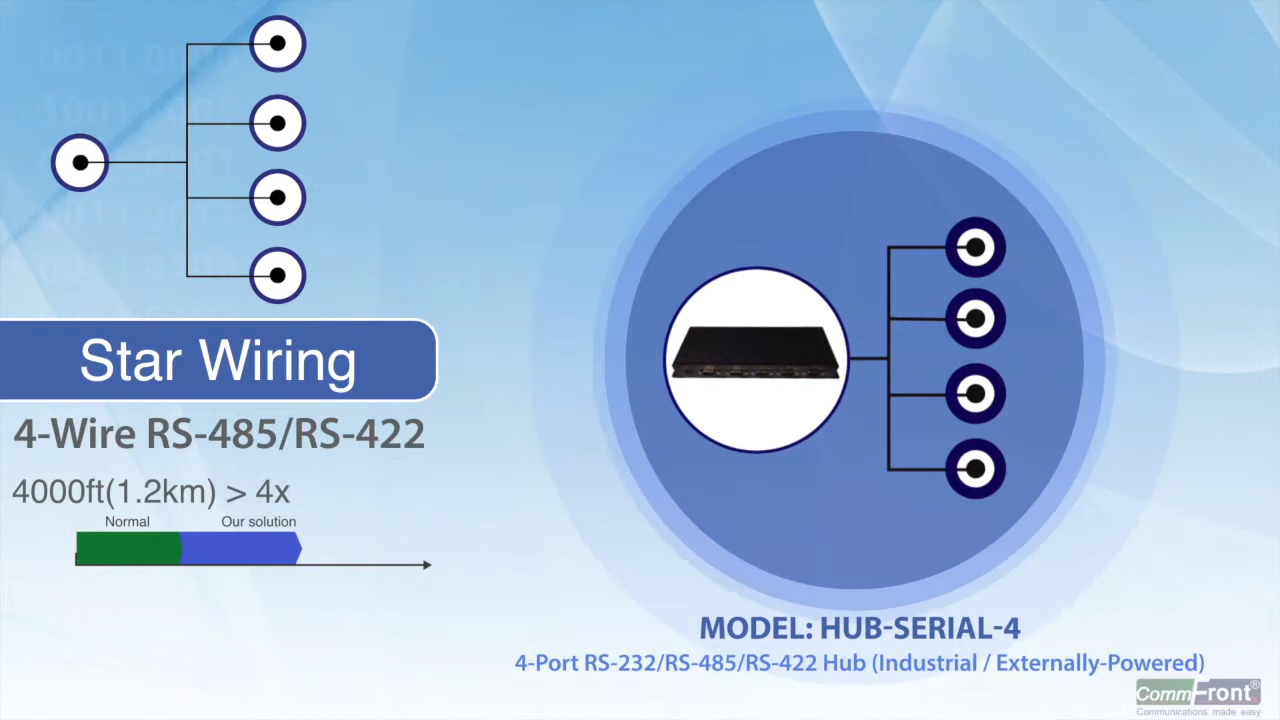 Star Wiring
4-Wire RS-485/RS-422
4000ft(1.2km) > 4x
Normal
Our solution
MODEL: HUB-SERIAL-4
4-Port RS-232/RS-485/RS-422 Hub (Industrial / Externally-Powered)
CommFront®
Communications made easy